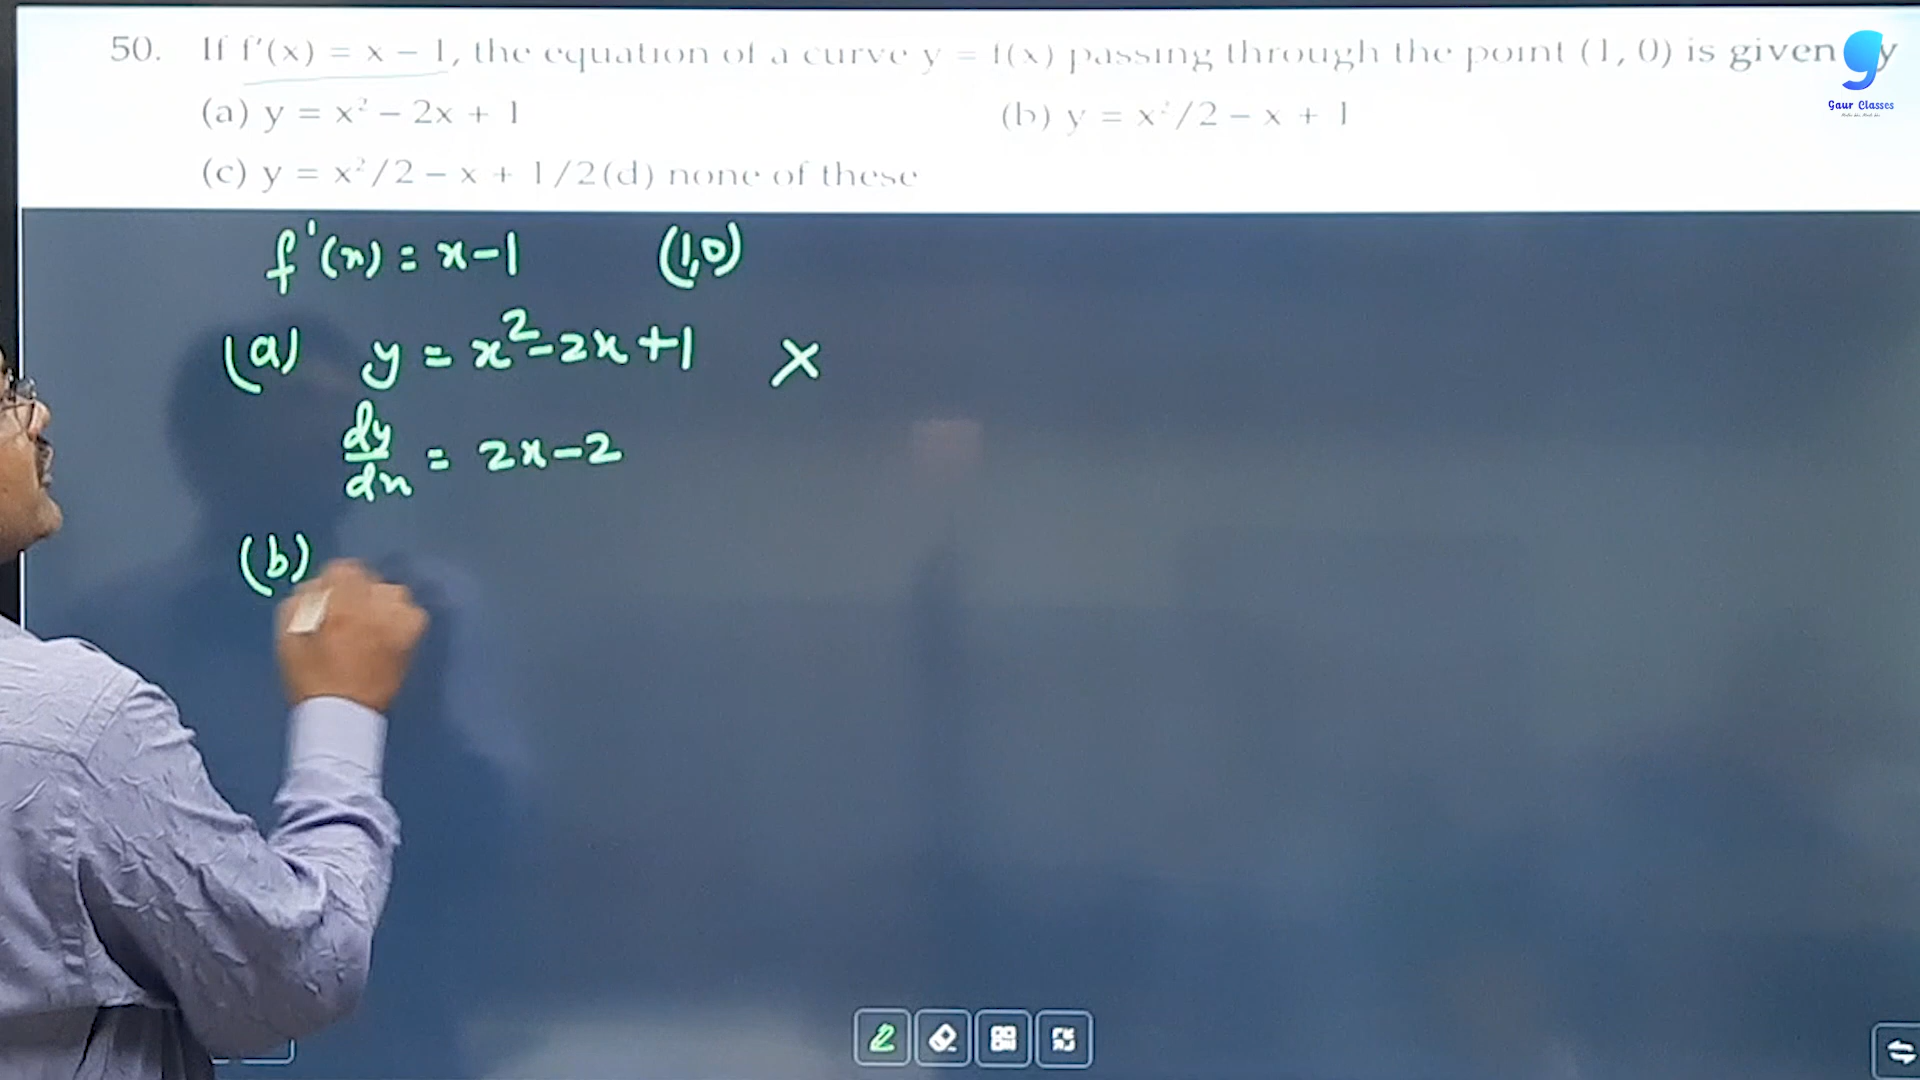 50. If f'(x) = x – 1, the equation of a curve y = f(x) passing through the point (1, 0) is given y
(a) y = x² – 2x + 1 (b) y = x²/2 – x + 1
(c) y = x²/2 – x + 1/2(d) none of these
Gaur Classes
f'(x) = x-1 (1,0)
(a) y = x²-2x+1 ×
dy/dx = 2x-2
(b)